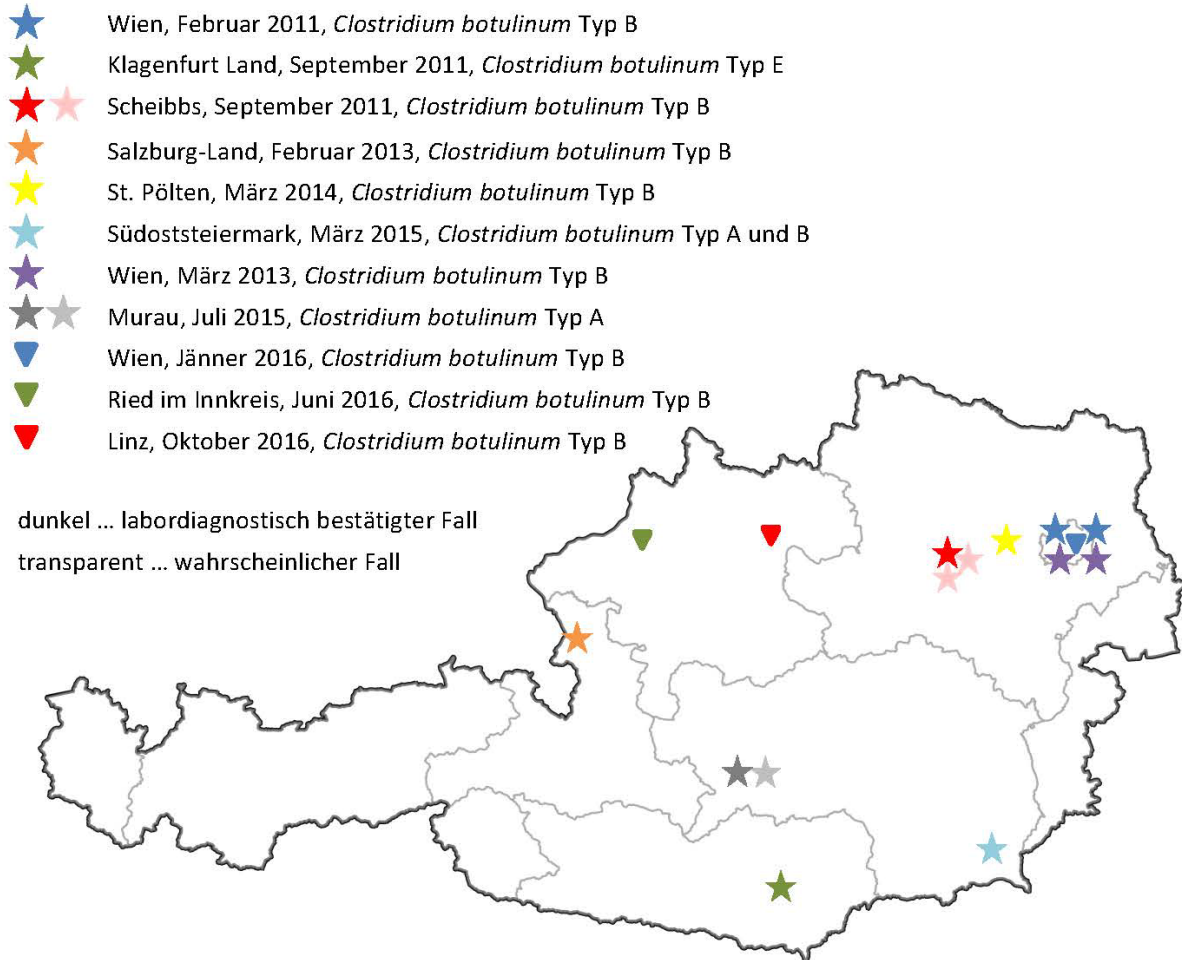 Wien, Februar 2011, Clostridium botulinum Typ B
Klagenfurt Land, September 2011, Clostridium botulinum Typ E
Scheibbs, September 2011, Clostridium botulinum Typ B
Salzburg-Land, Februar 2013, Clostridium botulinum Typ B
St. Pölten, März 2014, Clostridium botulinum Typ B
Südoststeiermark, März 2015, Clostridium botulinum Typ A und B
Wien, März 2013, Clostridium botulinum Typ B
Murau, Juli 2015, Clostridium botulinum Typ A
Wien, Jänner 2016, Clostridium botulinum Typ B
Ried im Innkreis, Juni 2016, Clostridium botulinum Typ B
Linz, Oktober 2016, Clostridium botulinum Typ B
dunkel ... labordiagnostisch bestätigter Fall
transparent ... wahrscheinlicher Fall